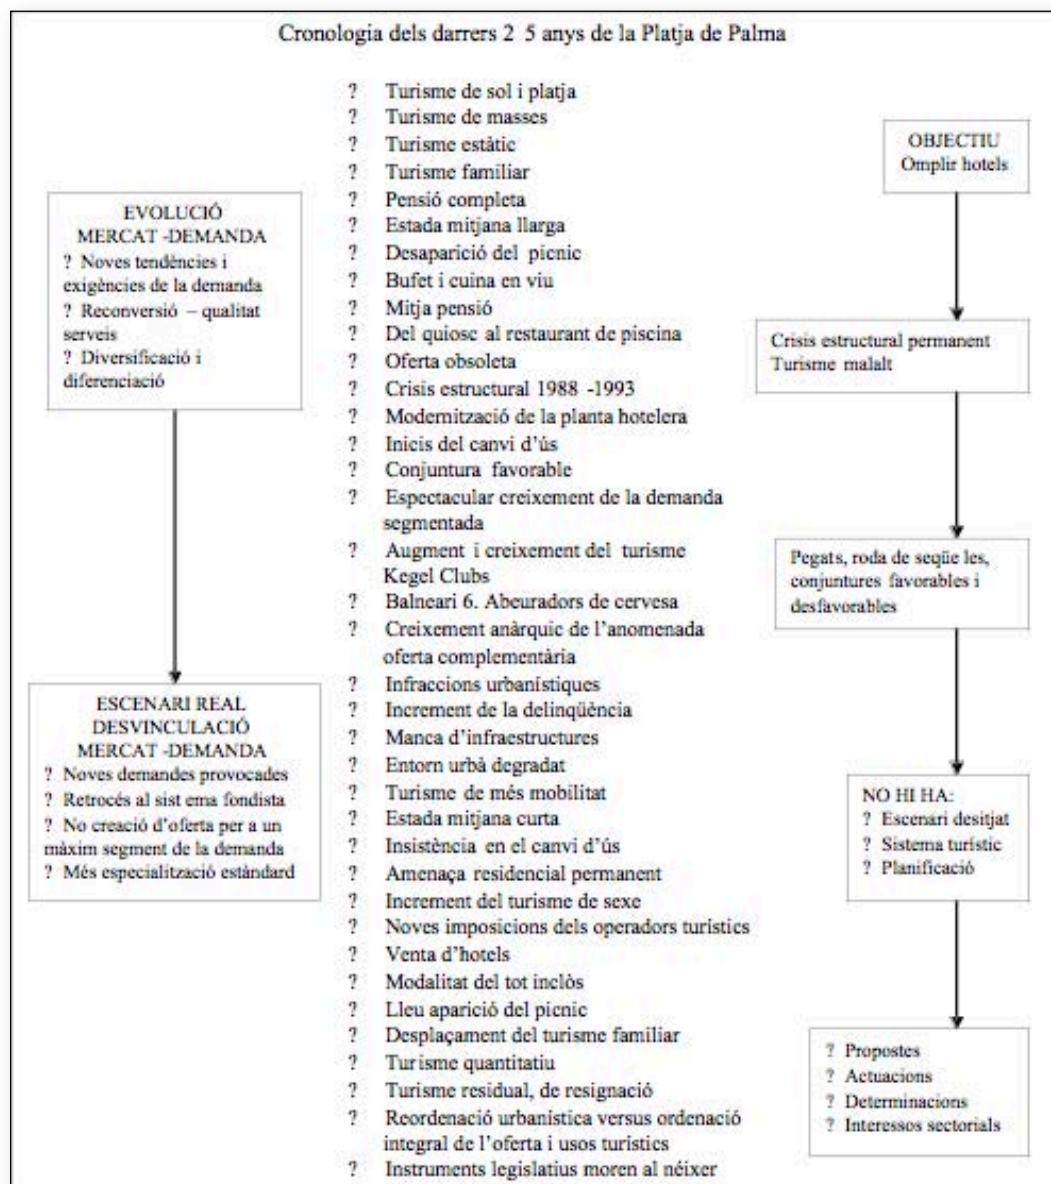 Cronologia dels darrers 2 5 anys de la Platja de Palma
EVOLUCIÓ
MERCAT -DEMANDA
? Noves tendències i
exigències de la demanda
? Reconversió – qualitat
serveis
? Diversificació i
diferenciació
ESCENARI REAL
DESVINCULACIÓ
MERCAT -DEMANDA
? Noves demandes provocades
? Retrocés al sist ema fondista
? No creació d'oferta per a un
màxim segment de la demanda
? Més especialització estàndard
? Turisme de sol i platja
? Turisme de masses
? Turisme estàtic
? Turisme familiar
? Pensió completa
? Estada mitjana llarga
? Desaparició del picnic
? Bufet i cuina en viu
? Mitja pensió
? Del quiosc al restaurant de piscina
? Oferta obsoleta
? Crisis estructural 1988 -1993
? Modernització de la planta hotelera
? Inicis del canvi d'ús
? Conjuntura favorable
? Espectacular creixement de la demanda
segmentada
? Augment i creixement del turisme
Kegel Clubs
? Balneari 6. Abeuradors de cervesa
? Creixement anàrquic de l'anomenada
oferta complementària
? Infraccions urbanístiques
? Increment de la delinqüència
? Manca d'infraestructures
? Entorn urbà degradat
? Turisme de més mobilitat
? Estada mitjana curta
? Insistència en el canvi d'ús
? Amenaça residencial permanent
? Increment del turisme de sexe
? Noves imposicions dels operadors turístics
? Venta d'hotels
? Modalitat del tot inclòs
? Lleu aparició del picnic
? Desplaçament del turisme familiar
? Turisme quantitatiu
? Turisme residual, de resignació
? Reordenació urbanística versus ordenació
integral de l'oferta i usos turístics
? Instruments legislatius moren al néixer
OBJECTIU
Omplir hotels
Crisis estructural permanent
Turisme malalt
Pegats, roda de seqüe les,
conjuntures favorables i
desfavorables
NO HI HA:
? Escenari desitjat
? Sistema turístic
? Planificació
? Propostes
? Actuacions
? Determinacions
? Interessos sectorials